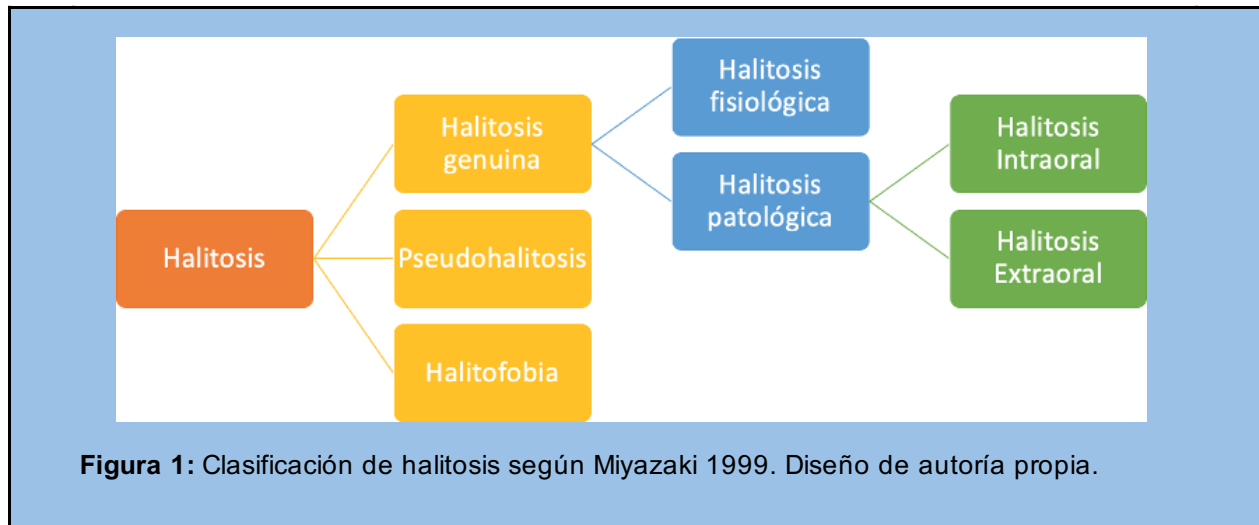 Halitosis
Halitosis
genuina
Pseudohalitosis
Halitofobia
Halitosis
fisiológica
Halitosis
patológica
Halitosis
Intraoral
Halitosis
Extraoral
Figura 1: Clasificación de halitosis según Miyazaki 1999. Diseño de autoría propia.